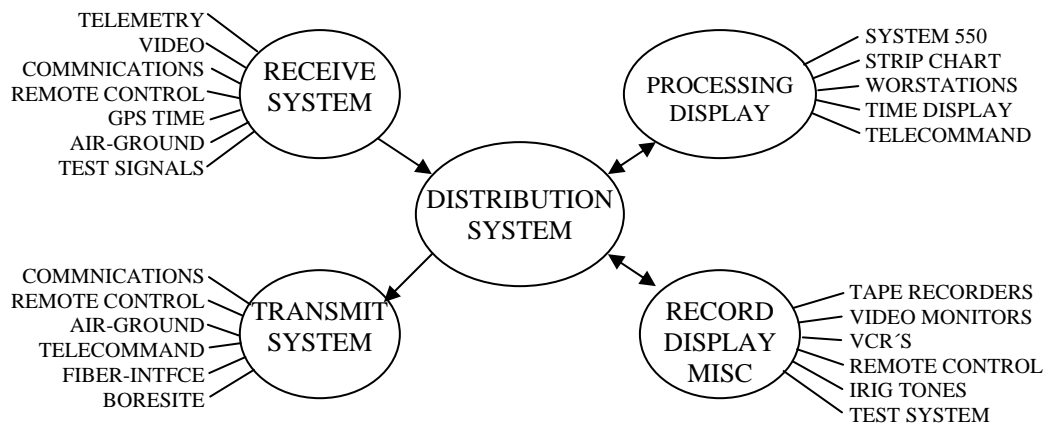 TELEMETRY
VIDEO
COMMNICATIONS
REMOTE CONTROL
GPS TIME
AIR-GROUND
TEST SIGNALS
RECEIVE
SYSTEM
PROCESSING
DISPLAY
SYSTEM 550
STRIP CHART
WORSTATIONS
TIME DISPLAY
TELECOMMAND
DISTRIBUTION
SYSTEM
COMMNICATIONS
REMOTE CONTROL
AIR-GROUND
TELECOMMAND
FIBER-INTFCE
BORESITE
TRANSMIT
SYSTEM
RECORD
DISPLAY
MISC
TAPE RECORDERS
VIDEO MONITORS
VCR´S
REMOTE CONTROL
IRIG TONES
TEST SYSTEM